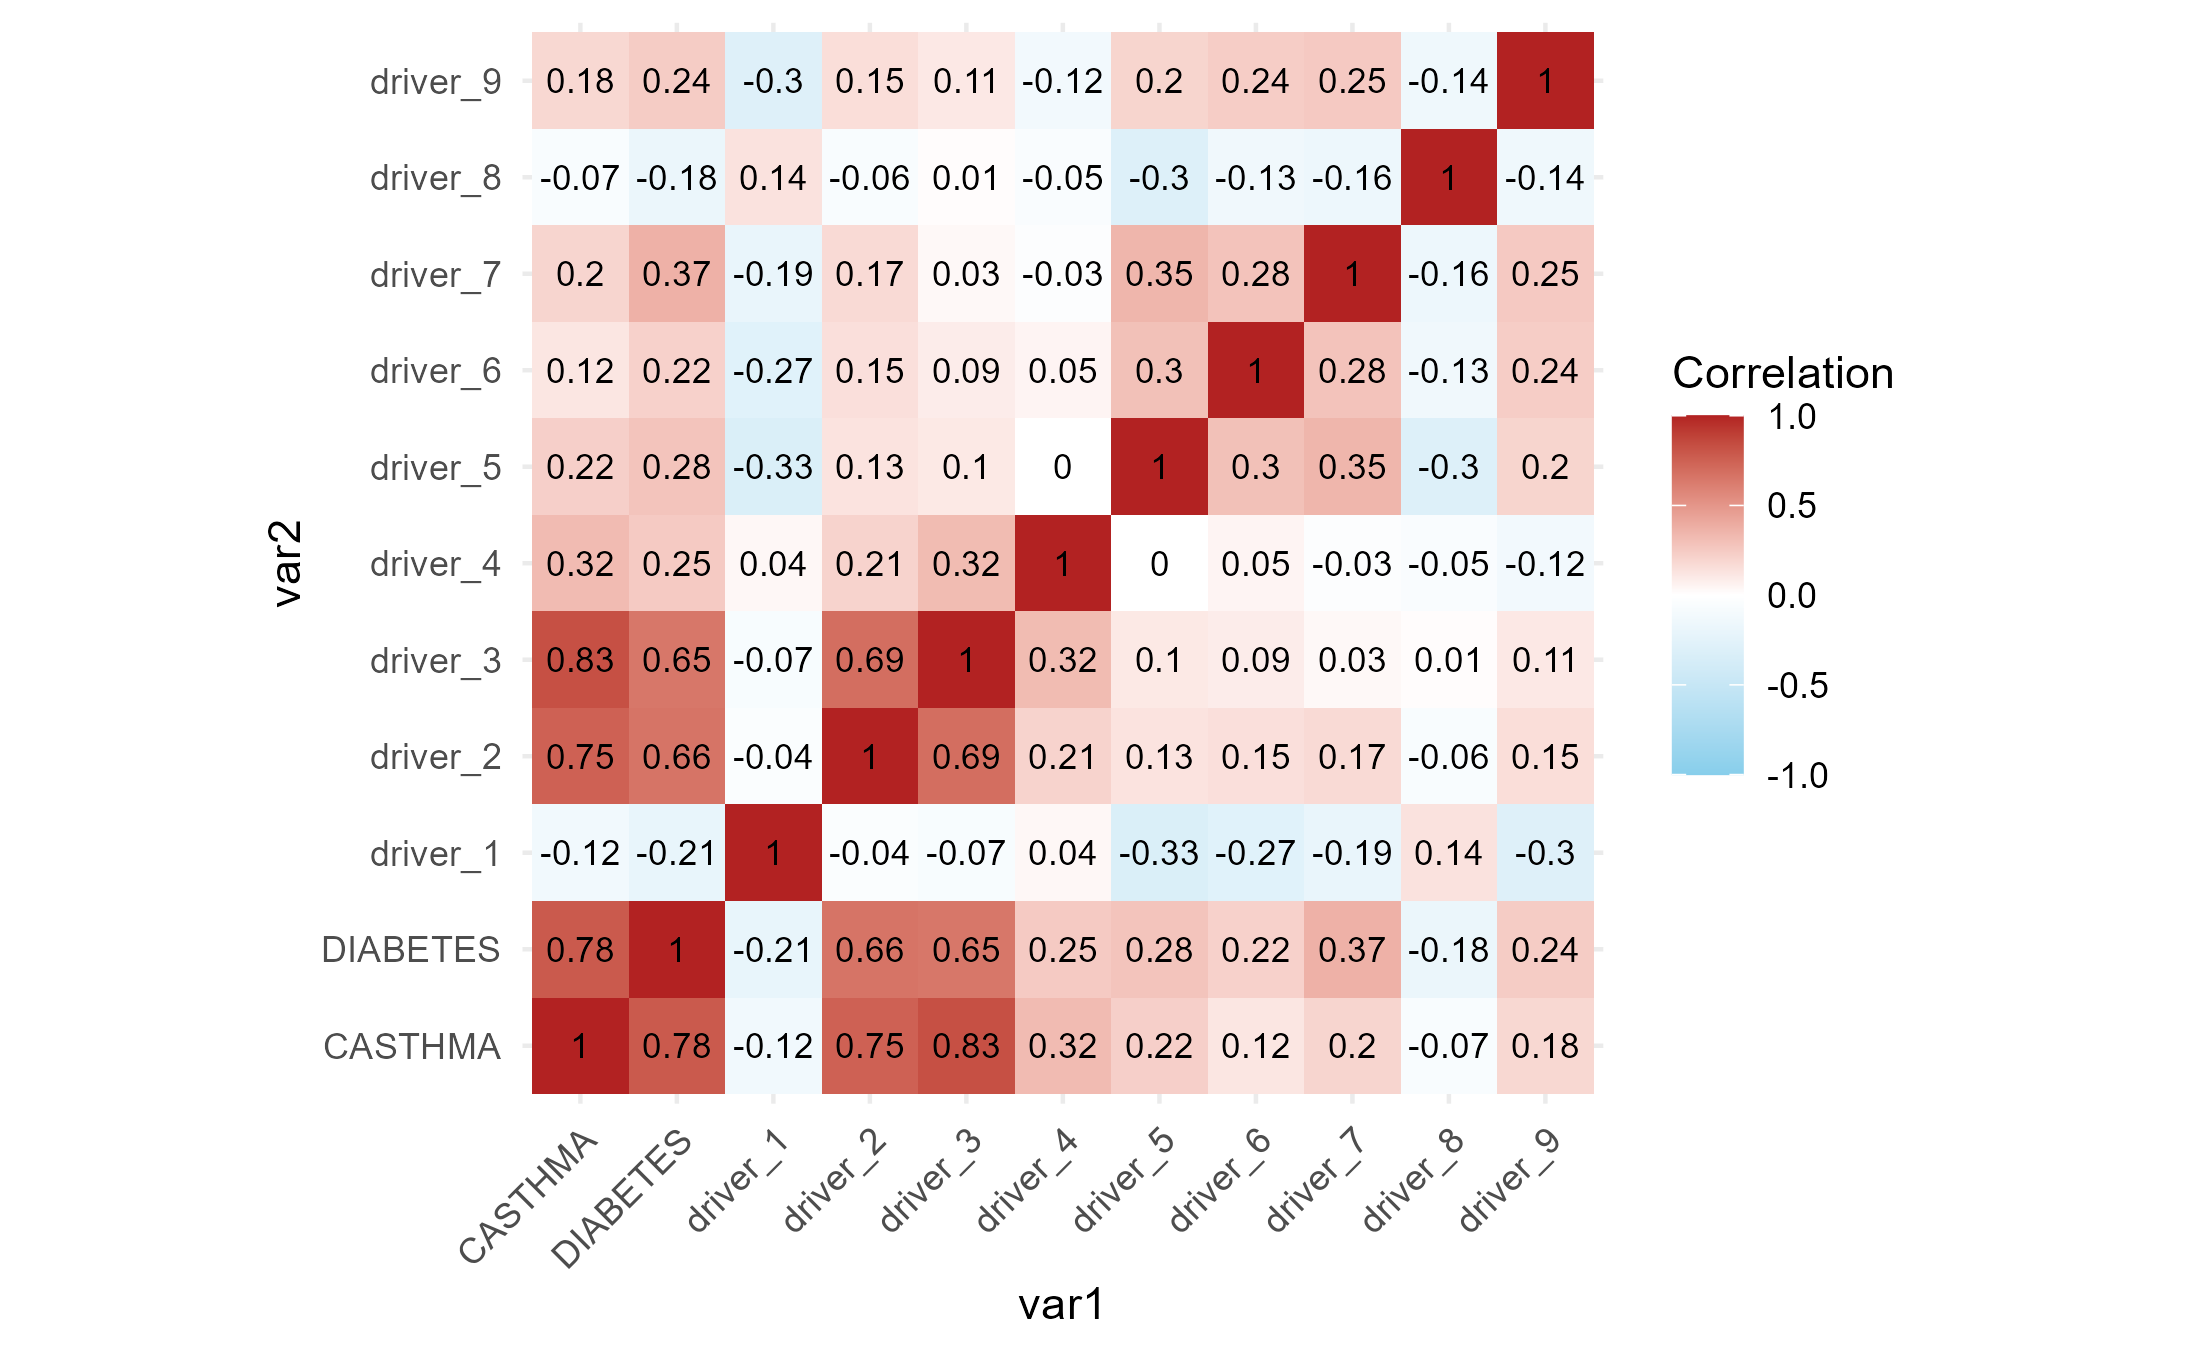 driver_9 0.18 0.24 -0.3 0.15 0.11 -0.12 0.2 0.24 0.25 -0.14 1
driver_8 -0.07 -0.18 0.14 -0.06 0.01 -0.05 -0.3 -0.13 -0.16 1 -0.14
driver_7 0.2 0.37 -0.19 0.17 0.03 -0.03 0.35 0.28 1 -0.16 0.25
driver_6 0.12 0.22 -0.27 0.15 0.09 0.05 0.3 1 0.28 -0.13 0.24
driver_5 0.22 0.28 -0.33 0.13 0.1 0 1 0.3 0.35 -0.3 0.2
driver_4 0.32 0.25 0.04 0.21 0.32 1 0 0.05 -0.03 -0.05 -0.12
driver_3 0.83 0.65 -0.07 0.69 1 0.32 0.1 0.09 0.03 0.01 0.11
driver_2 0.75 0.66 -0.04 1 0.69 0.21 0.13 0.15 0.17 -0.06 0.15
driver_1 -0.12 -0.21 1 -0.04 -0.07 0.04 -0.33 -0.27 -0.19 0.14 -0.3
DIABETES 0.78 1 -0.21 0.66 0.65 0.25 0.28 0.22 0.37 -0.18 0.24
CASTHMA 1 0.78 -0.12 0.75 0.83 0.32 0.22 0.12 0.2 -0.07 0.18
CASTHMA DIABETES driver_1 driver_2 driver_3 driver_4 driver_5 driver_6 driver_7 driver_8 driver_9
var1
var2
Correlation
1.0
0.5
0.0
-0.5
-1.0